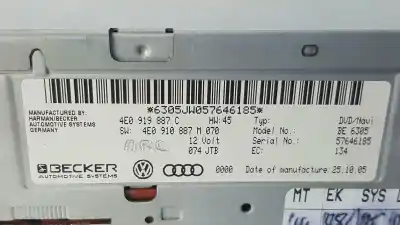 *6305JW057646185*
MANUFACTURED BY
HARMAN/BECKER
AUTOMOTIVE SYSTEMS
GERMANY
4E0 919 887 C HW: 45 Typ: DVD/Navi
SW: 4E0 910 887 M 070 Model: BE 6305
12 Volt Serial No.: 57646185
074 JTB EC: 134
BECKER
AUTOMOTIVE SYSTEMS
0000 Date of manufacture 25.10.05
MT EK SYS